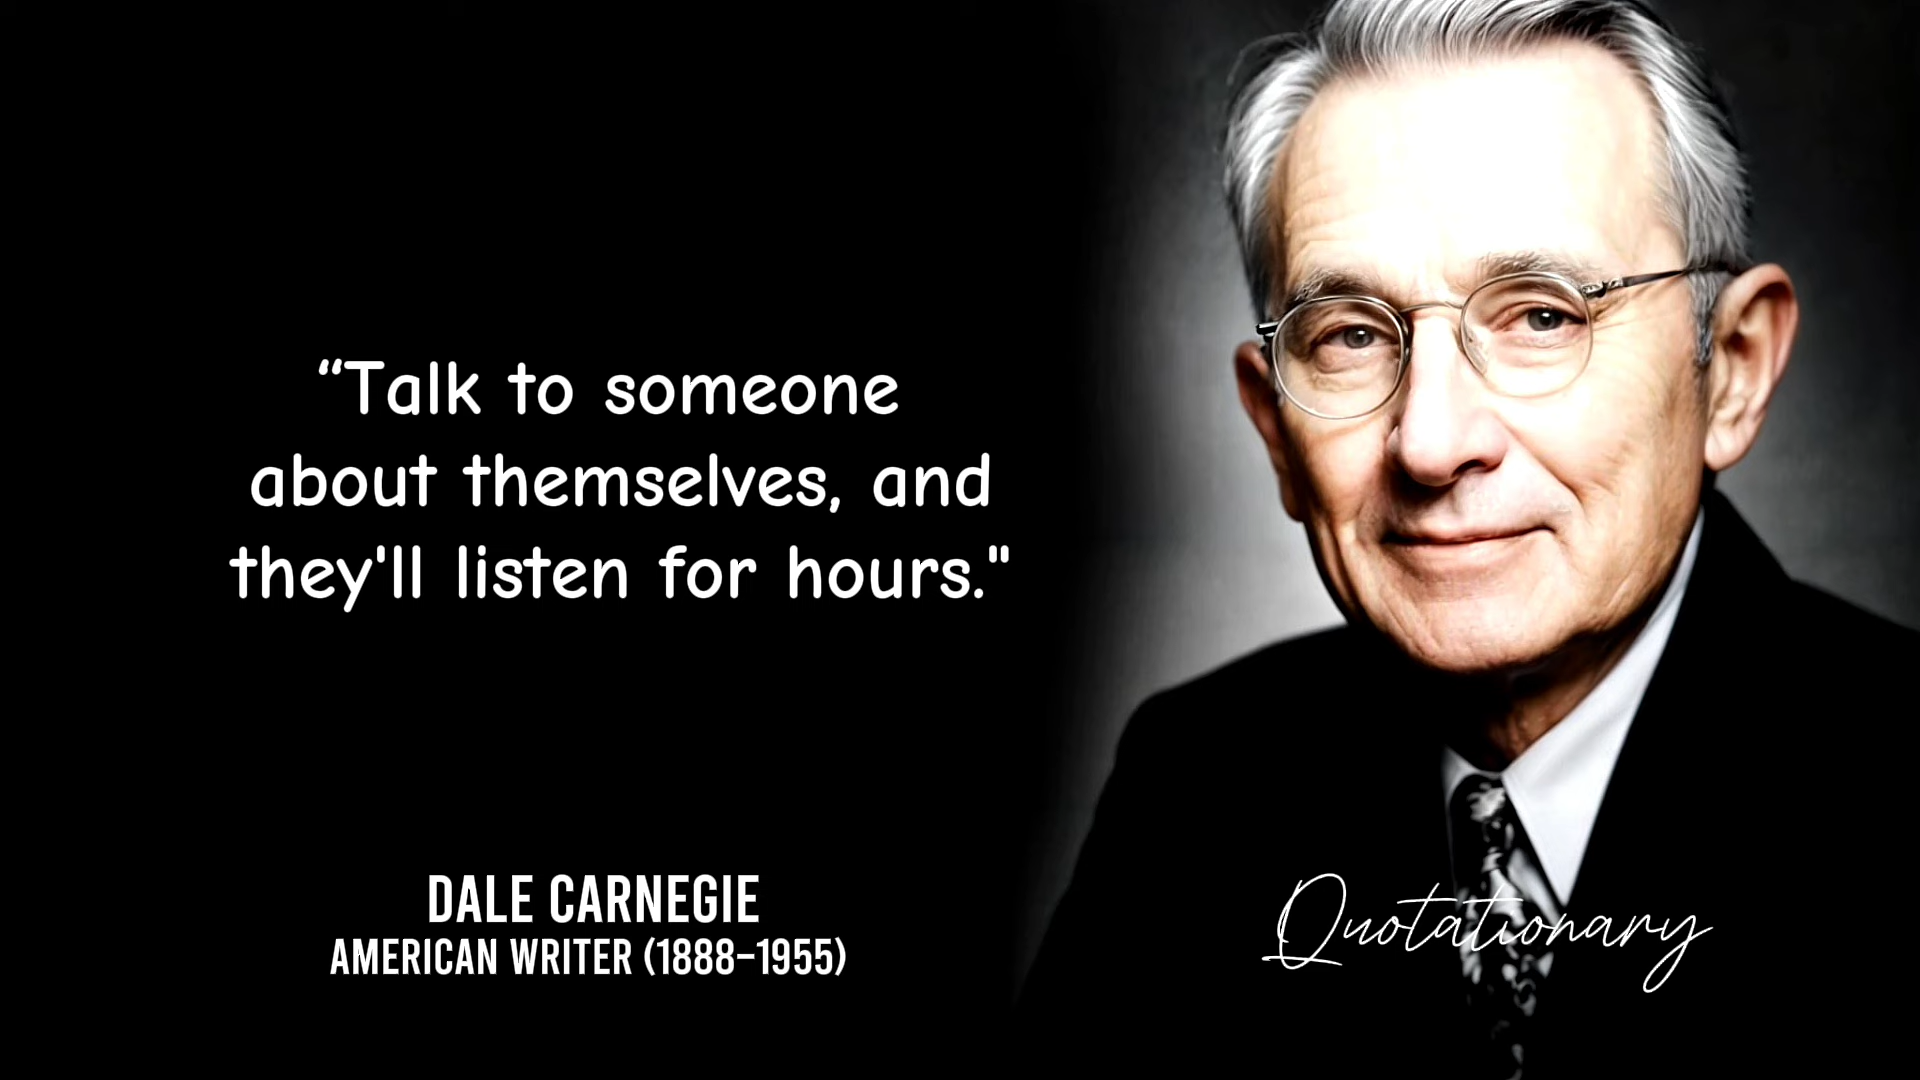 “Talk to someone
about themselves, and
they'll listen for hours."
DALE CARNEGIE
AMERICAN WRITER (1888–1955)
Quotationary